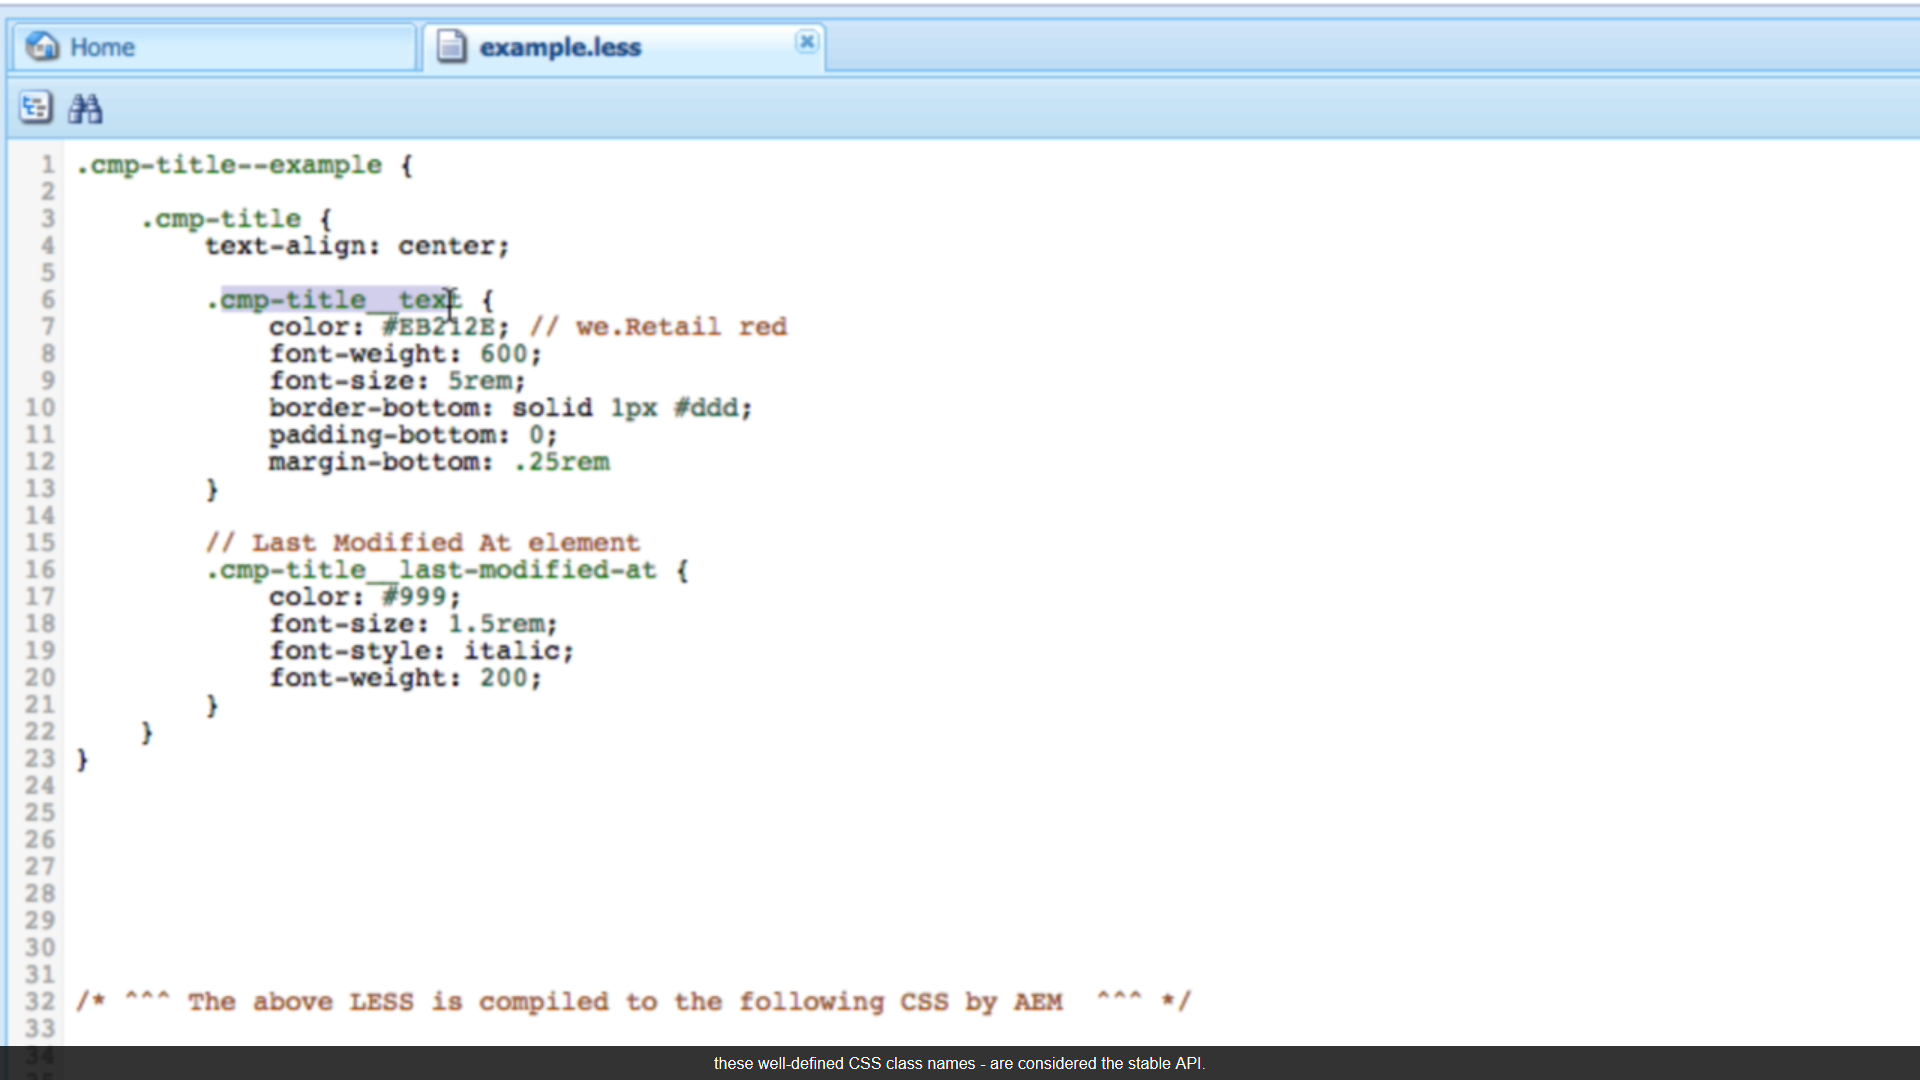 Home
example.less
1 .cmp-title--example {
2
3 .cmp-title {
4 text-align: center;
5
6 .cmp-title__text {
7 color: #EB212E; // we.Retail red
8 font-weight: 600;
9 font-size: 5rem;
10 border-bottom: solid 1px #ddd;
11 padding-bottom: 0;
12 margin-bottom: .25rem
13 }
14
15 // Last Modified At element
16 .cmp-title__last-modified-at {
17 color: #999;
18 font-size: 1.5rem;
19 font-style: italic;
20 font-weight: 200;
21 }
22 }
23 }
24
25
26
27
28
29
30
31
32 /* ^^^ The above LESS is compiled to the following CSS by AEM ^^^ */
33
34
these well-defined CSS class names - are considered the stable API.